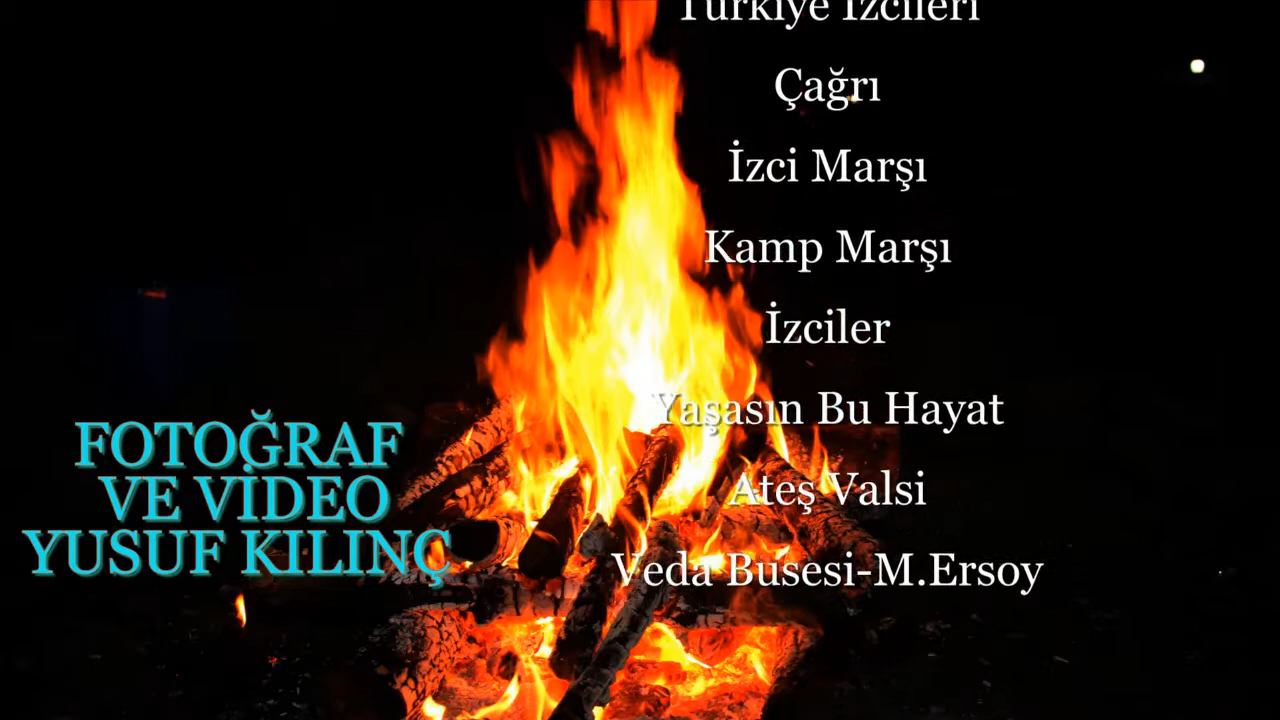 Türkiye İzcileri
Çağrı
İzci Marşı
Kamp Marşı
İzciler
Yaşasın Bu Hayat
Ateş Valsi
Veda Busesi-M.Ersoy
FOTOĞRAF
VE VİDEO
YUSUF KILINÇ